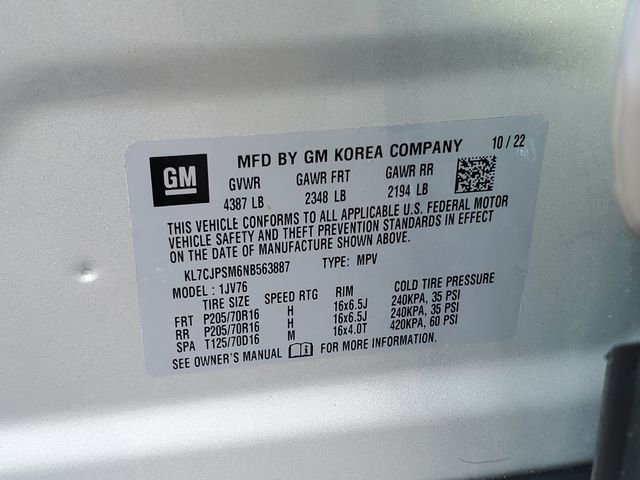 GM
MFD BY GM KOREA COMPANY 10 / 22
GVWR GAWR FRT GAWR RR
4387 LB 2348 LB 2194 LB
THIS VEHICLE CONFORMS TO ALL APPLICABLE U.S. FEDERAL MOTOR
VEHICLE SAFETY AND THEFT PREVENTION STANDARDS IN EFFECT
ON THE DATE OF MANUFACTURE SHOWN ABOVE.
KL7CJPSM6NB563887 TYPE: MPV
MODEL: 1JV76
TIRE SIZE SPEED RTG RIM COLD TIRE PRESSURE
FRT P205/70R16 H 16x6.5J 240KPA, 35 PSI
RR P205/70R16 H 16x6.5J 240KPA, 35 PSI
SPA T125/70D16 M 16x4.0T 420KPA, 60 PSI
SEE OWNER'S MANUAL FOR MORE INFORMATION.